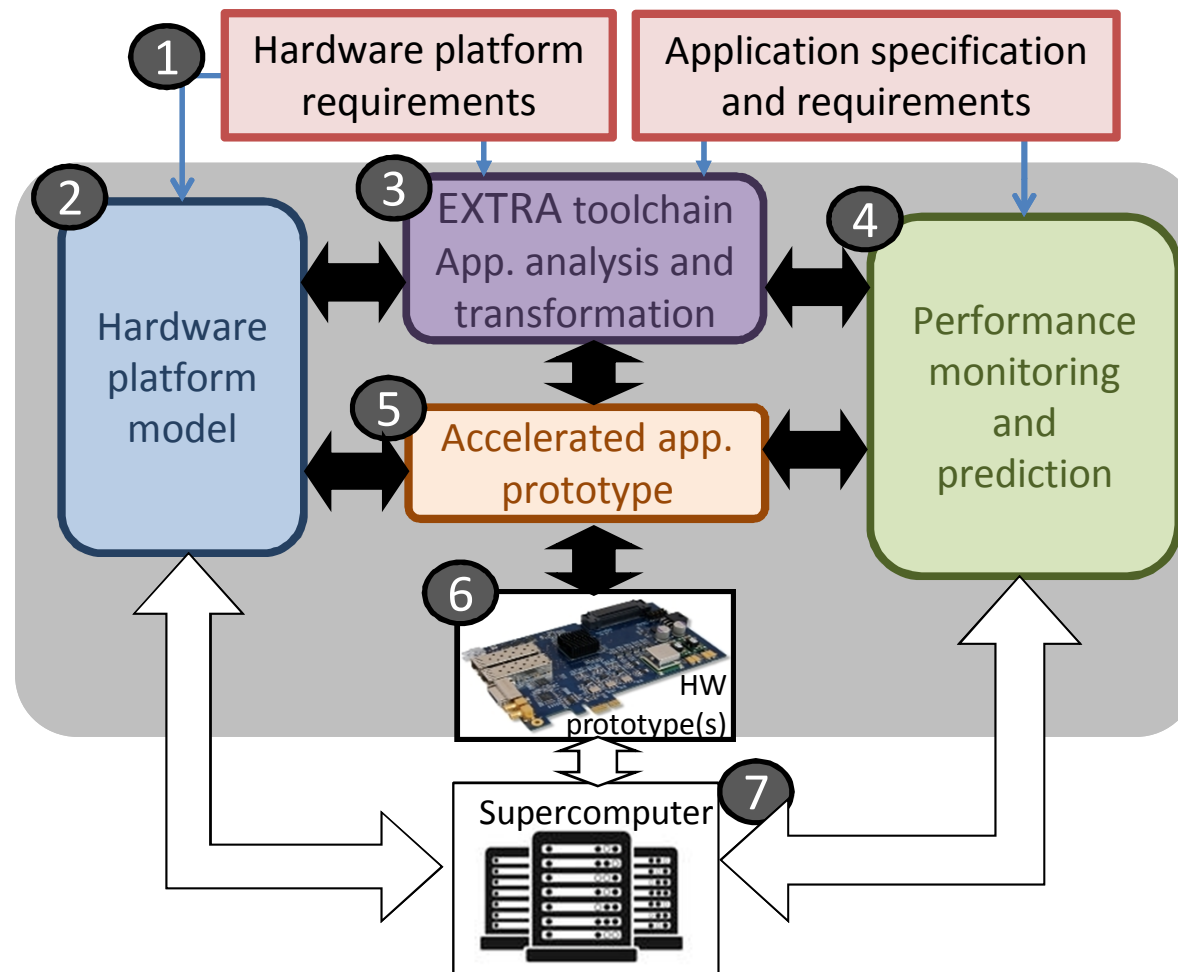 1
Hardware platform
requirements
Application specification
and requirements
2
Hardware
platform
model
3
EXTRA toolchain
App. analysis and
transformation
4
Performance
monitoring
and
prediction
5
Accelerated app.
prototype
6
HW
prototype(s)
7
Supercomputer